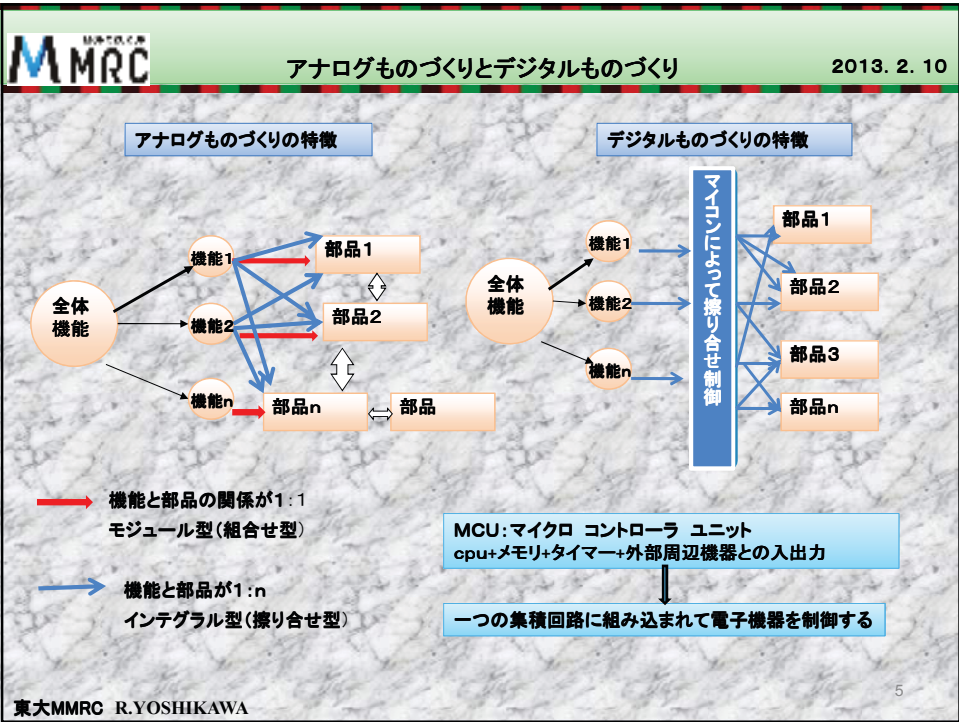 MMRC
アナログものづくりとデジタルものづくり
2013.2.10
アナログものづくりの特徴
全体
機能
機能1
機能2
機能n
部品1
部品2
部品n
部品
機能と部品の関係が1:1
モジュール型(組合せ型)
機能と部品が1:n
インテグラル型(擦り合せ型)
デジタルものづくりの特徴
全体
機能
機能1
機能2
機能n
マイコンによって擦り合せ制御
部品1
部品2
部品3
部品n
MCU:マイクロ コントローラ ユニット
cpu+メモリ+タイマー+外部周辺機器との入出力
一つの集積回路に組み込まれて電子機器を制御する
5
東大MMRC R.YOSHIKAWA